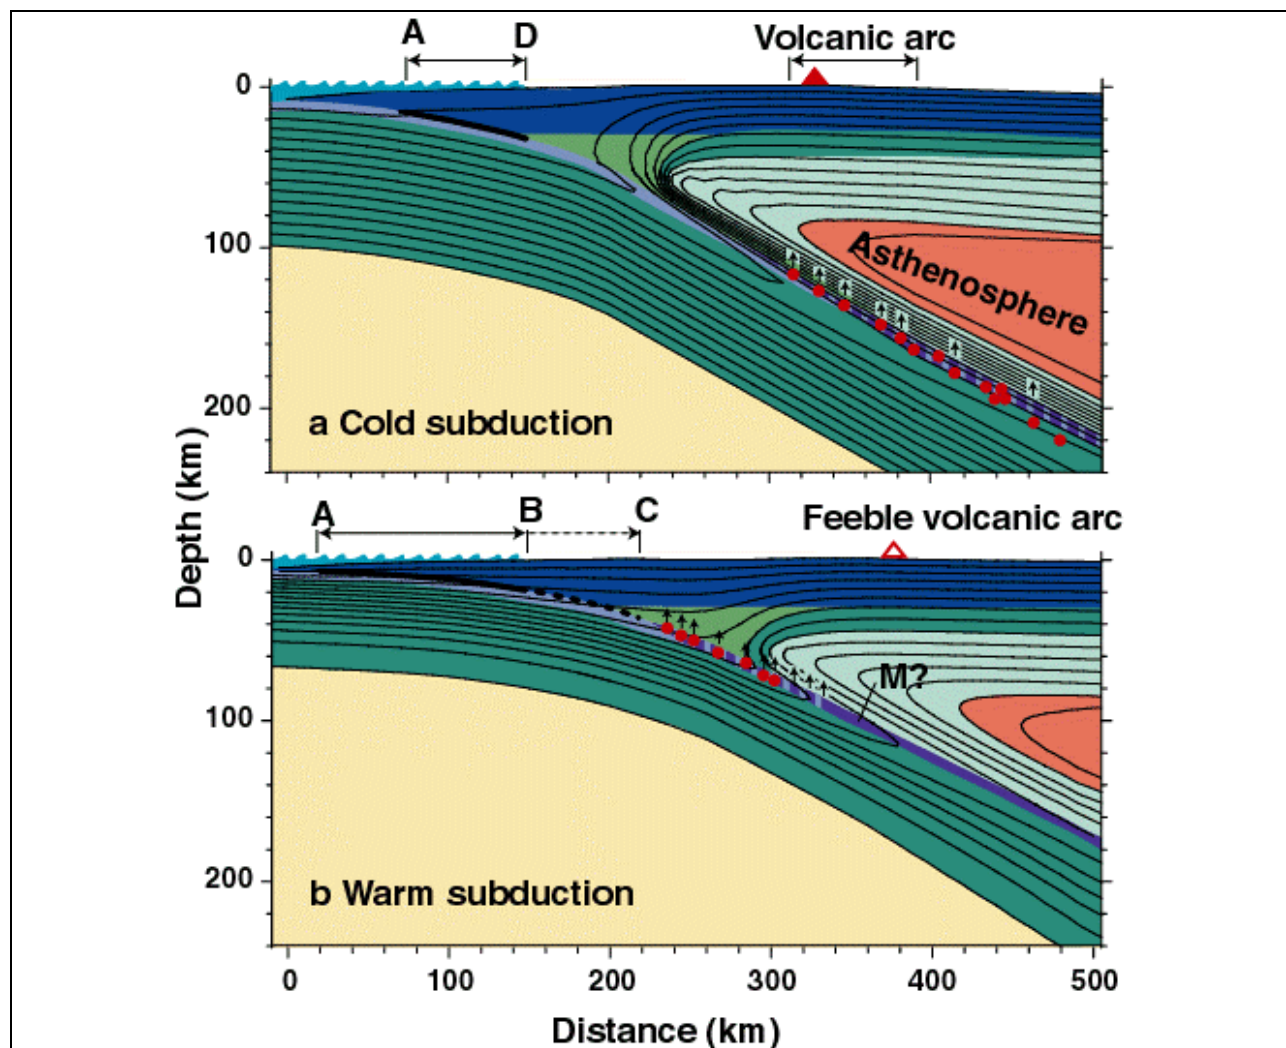 A D Volcanic arc
0
100
200
Asthenosphere
a Cold subduction
Depth (km)
A B C Feeble volcanic arc
0
100
200
M?
b Warm subduction
0 100 200 300 400 500
Distance (km)